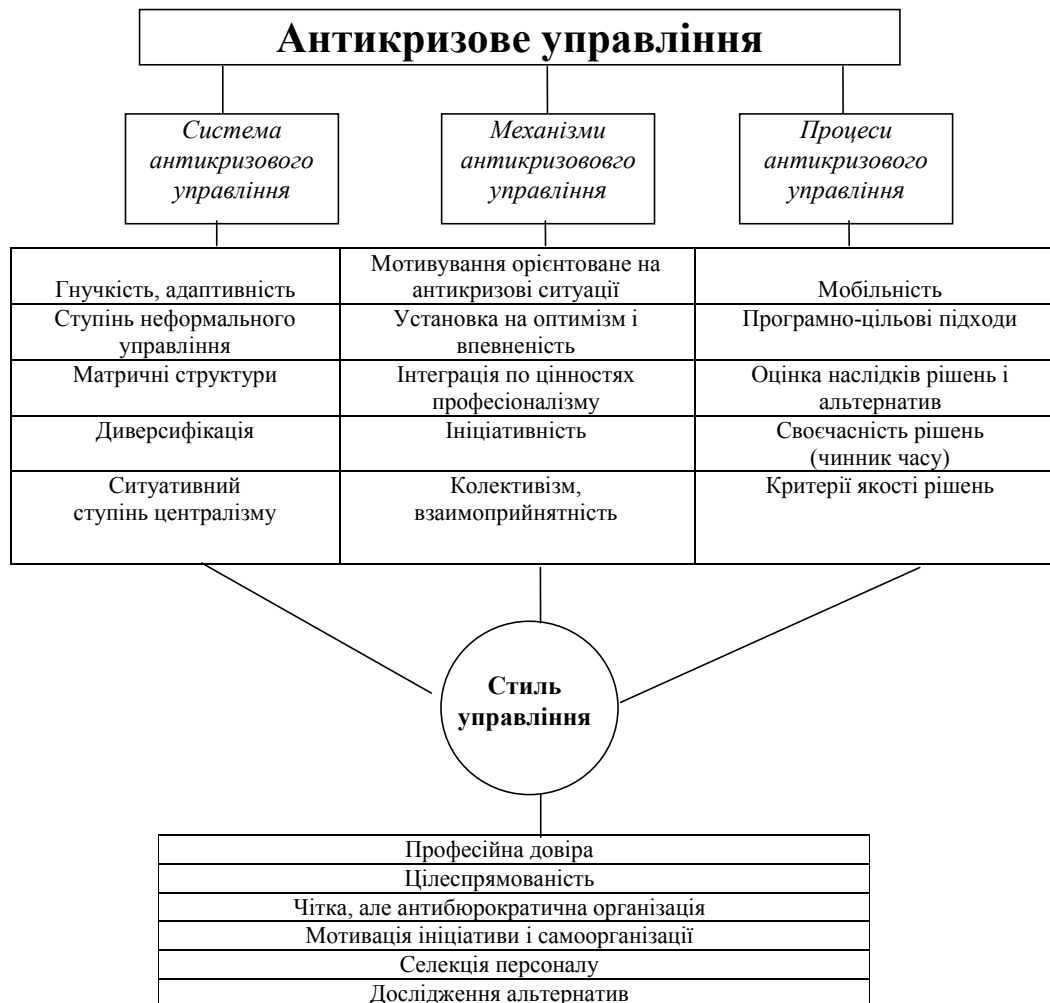 Антикризове управління
Система
антикризового
управління
Механізми
антикризововго
управління
Процеси
антикризового
управління
Гнучкість, адаптивність
Мотивування орієнтоване на
антикризові ситуації
Мобільність
Ступінь неформального
управління
Установка на оптимізм і
впевненість
Програмно-цільові підходи
Матричні структури
Інтеграція по цінностях
професіоналізму
Оцінка наслідків рішень і
альтернатив
Диверсифікація
Ініціативність
Своєчасність рішень
(чинник часу)
Ситуативний
ступінь централізму
Колективізм,
взаимоприйнятність
Критерії якості рішень
Стиль
управління
Професійна довіра
Цілеспрямованість
Чітка, але антибюрократична організація
Мотивація ініціативи і самоорганізації
Селекція персоналу
Дослідження альтернатив